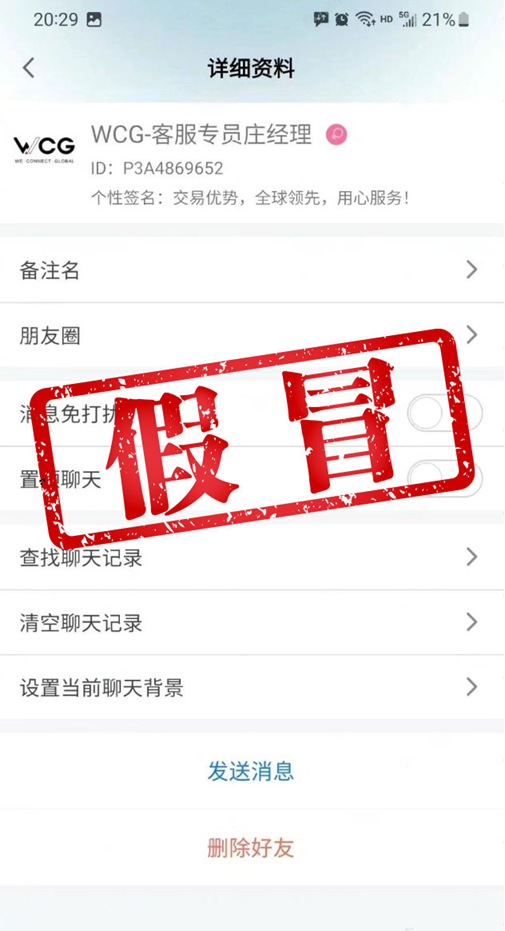 20:29 HD 5G 21%
详细资料
WCG
WE·CONNECT·GLOBAL
WCG-客服专员庄经理
ID：P3A4869652
个性签名：交易优势，全球领先，用心服务！
备注名
朋友圈
消息免打扰
假冒
置顶聊天
查找聊天记录
清空聊天记录
设置当前聊天背景
发送消息
删除好友